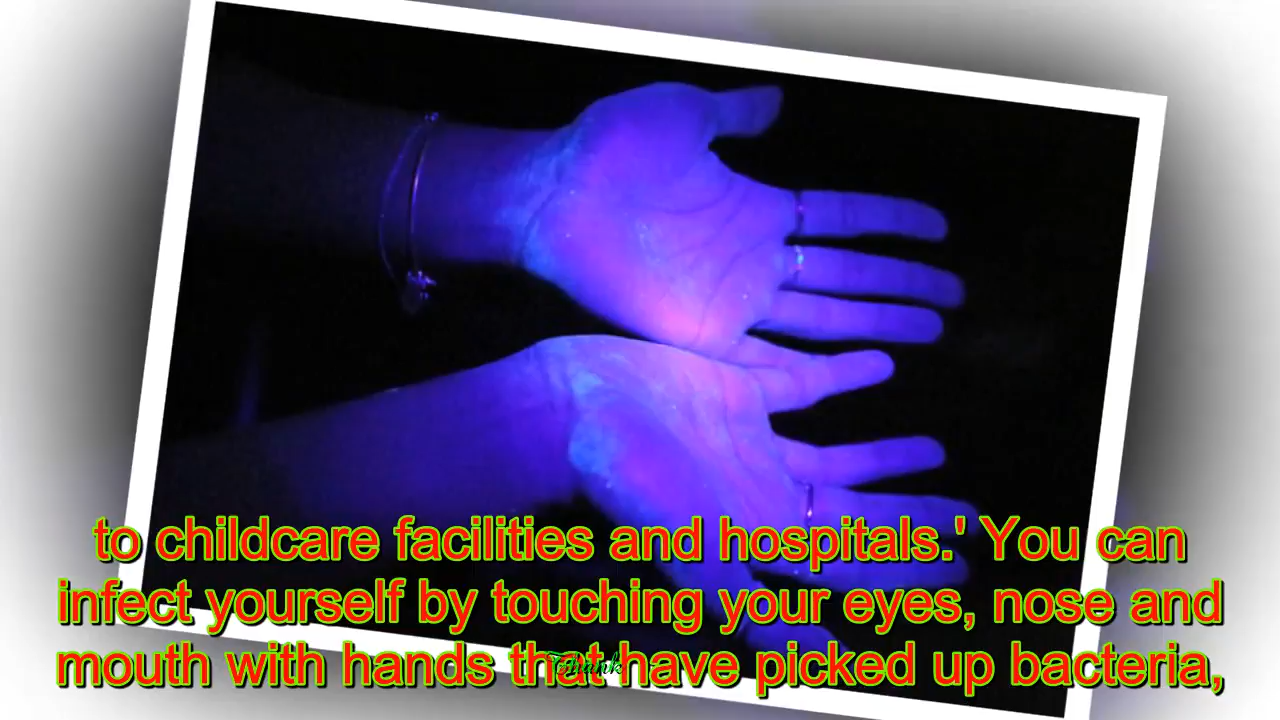 to childcare facilities and hospitals.' You can
infect yourself by touching your eyes, nose and
mouth with hands that have picked up bacteria,